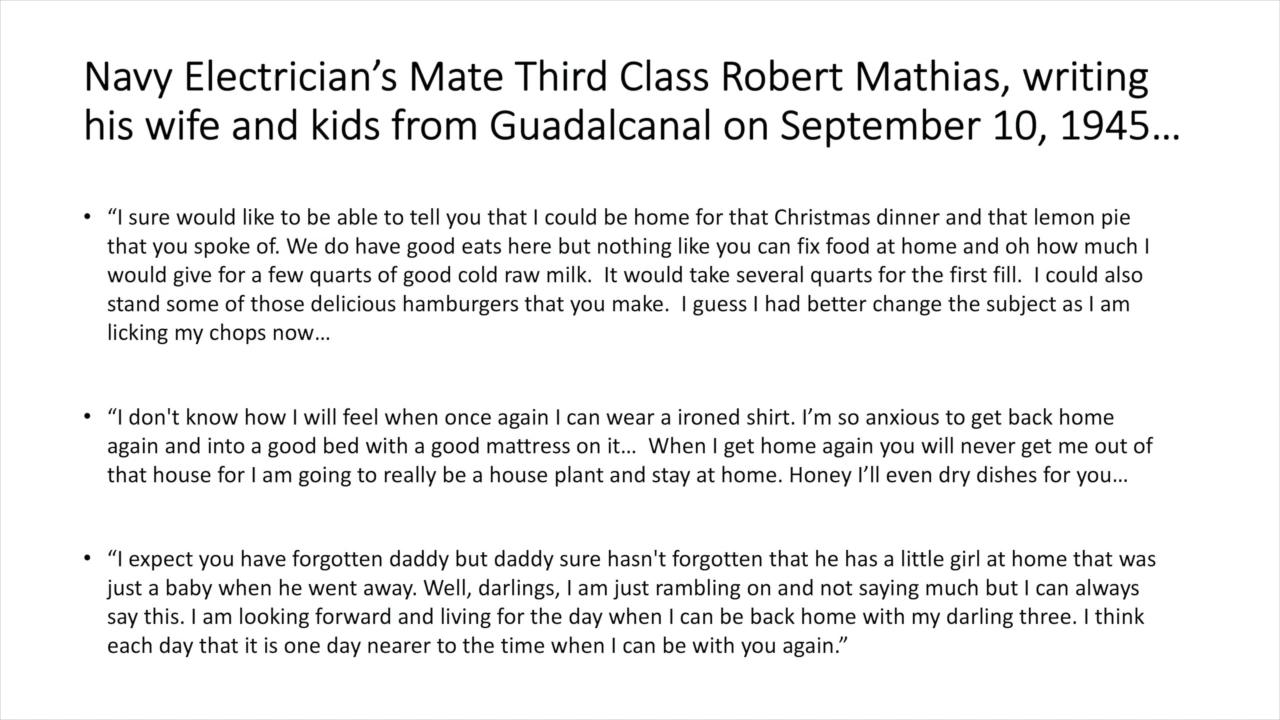 Navy Electrician’s Mate Third Class Robert Mathias, writing
his wife and kids from Guadalcanal on September 10, 1945…
• “I sure would like to be able to tell you that I could be home for that Christmas dinner and that lemon pie
that you spoke of. We do have good eats here but nothing like you can fix food at home and oh how much I
would give for a few quarts of good cold raw milk.  It would take several quarts for the first fill.  I could also
stand some of those delicious hamburgers that you make.  I guess I had better change the subject as I am
licking my chops now…
• “I don't know how I will feel when once again I can wear a ironed shirt. I’m so anxious to get back home
again and into a good bed with a good mattress on it…  When I get home again you will never get me out of
that house for I am going to really be a house plant and stay at home. Honey I’ll even dry dishes for you…
• “I expect you have forgotten daddy but daddy sure hasn't forgotten that he has a little girl at home that was
just a baby when he went away. Well, darlings, I am just rambling on and not saying much but I can always
say this. I am looking forward and living for the day when I can be back home with my darling three. I think
each day that it is one day nearer to the time when I can be with you again.”